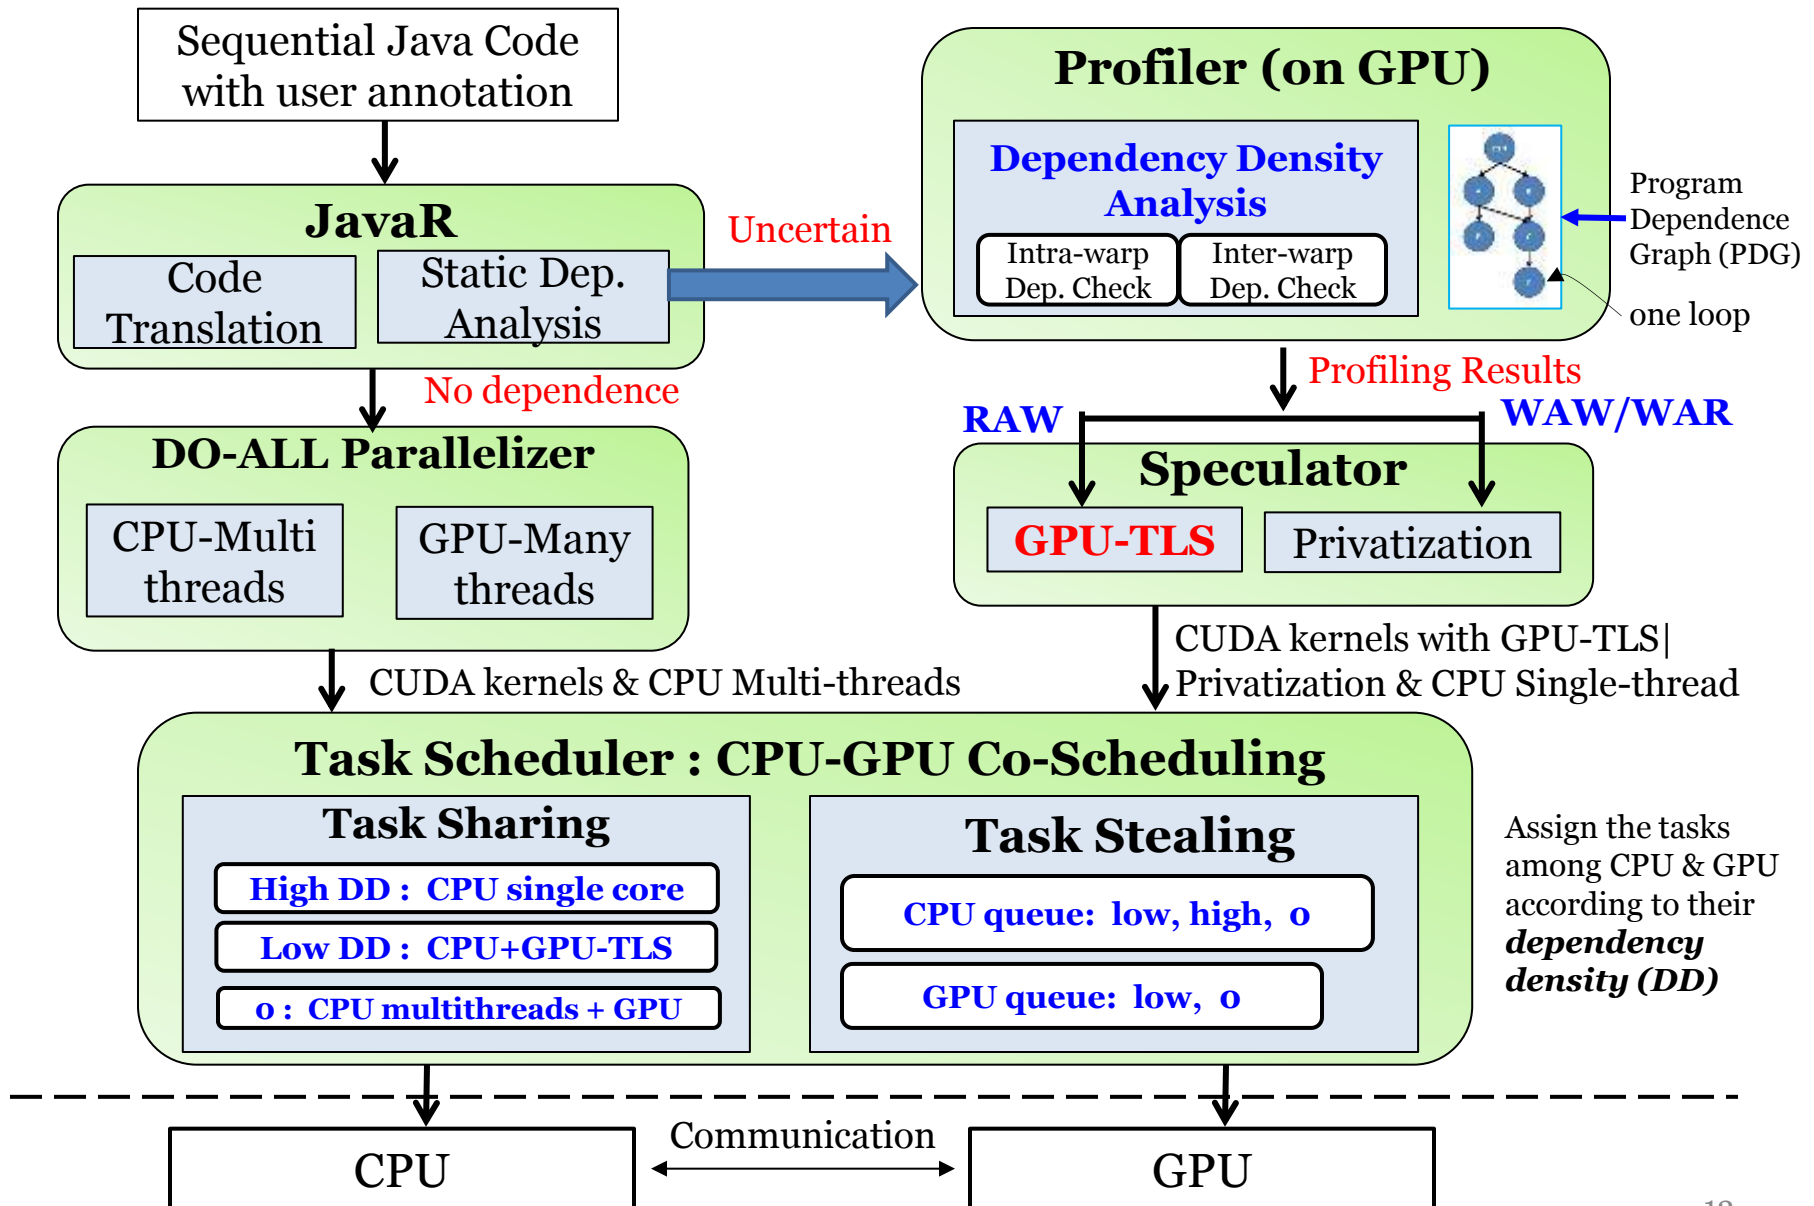 Sequential Java Code
with user annotation
Profiler (on GPU)
Dependency Density
Analysis
Intra-warp
Dep. Check
Inter-warp
Dep. Check
Program
Dependence
Graph (PDG)
one loop
JavaR
Code
Translation
Static Dep.
Analysis
Uncertain
No dependence
Profiling Results
RAW
WAW/WAR
DO-ALL Parallelizer
CPU-Multi
threads
GPU-Many
threads
Speculator
GPU-TLS
Privatization
CUDA kernels & CPU Multi-threads
CUDA kernels with GPU-TLS|
Privatization & CPU Single-thread
Task Scheduler : CPU-GPU Co-Scheduling
Task Sharing
High DD : CPU single core
Low DD : CPU+GPU-TLS
0 : CPU multithreads + GPU
Task Stealing
CPU queue: low, high, 0
GPU queue: low, 0
Assign the tasks
among CPU & GPU
according to their
dependency
density (DD)
CPU
Communication
GPU